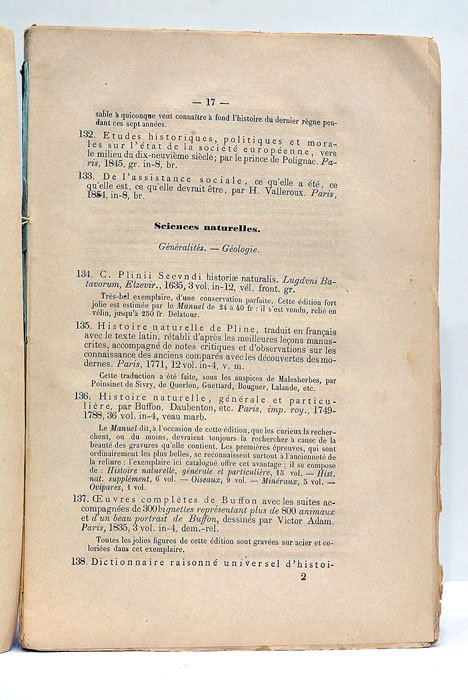 — 17 —
sable à quiconque veut connaître à fond l'histoire du dernier règne pen-
dant ces sept années.
132. Etudes historiques, politiques et mora-
les sur l'état de la société européenne, vers
le milieu du dix-neuvième siècle; par le prince de Polignac. Pa-
ris, 1845, gr. in-8, br.
133. De l'assistance sociale, ce qu'elle a été, ce
qu'elle est, ce qu'elle devrait être, par H. Valleroux. Paris,
1854, in-8, br.
Sciences naturelles.
Généralités. — Géologie.
134. C. Plinii Secvndi historiæ naturalis. Lugdvni Ba-
tavorum, Elzevir., 1635, 3 vol. in-12, vél. front. gr.
Très-bel exemplaire, d'une conservation parfaite. Cette édition fort
jolie est estimée par le Manuel de 24 à 40 fr : il s'est vendu, relié en
vélin, jusqu'à 250 fr. Delatour.
135. Histoire naturelle de Pline, traduit en français
avec le texte latin, rétabli d'après les meilleures leçons manus-
crites, accompagné de notes critiques et d'observations sur les
connaissance des anciens comparés avec les découvertes des mo-
dernes. Paris, 1771, 12 vol. in-4, v. m.
Cette traduction a été faite, sous les auspices de Malesherbes, par
Poinsinet de Sivry, de Querlon, Guettard, Bouguer, Lalande, etc.
136. Histoire naturelle, générale et particu-
lière, par Buffon, Daubenton, etc. Paris, imp. roy., 1749-
1788, 36 vol. in-4, veau marb.
Le Manuel dit, à l'occasion de cette édition, que les curieux la recher-
chent, ou du moins, devraient toujours la rechercher à cause de la
beauté des gravures qu'elle contient. Les premières épreuves, qui sont
ordinairement les plus belles, se reconnaissent surtout à l'ancienneté de
la reliure : l'exemplaire ici catalogué offre cet avantage ; il se compose
de : Histoire naturelle, générale et particulière, 15 vol. — Hist.
nat. supplément, 6 vol. — Oiseaux, 9 vol. — Minéraux, 5 vol. —
Ovipares, 1 vol.
137. Œuvres complètes de Buffon avec les suites ac-
compagnées de 300 vignettes représentant plus de 800 animaux
et d'un beau portrait de Buffon, dessinés par Victor Adam.
Paris, 1835, 3 vol. in-4, dem.-rel.
Toutes les jolies figures de cette édition sont gravées sur acier et co-
loriées dans cet exemplaire.
138. Dictionnaire raisonné universel d'histoi-
2